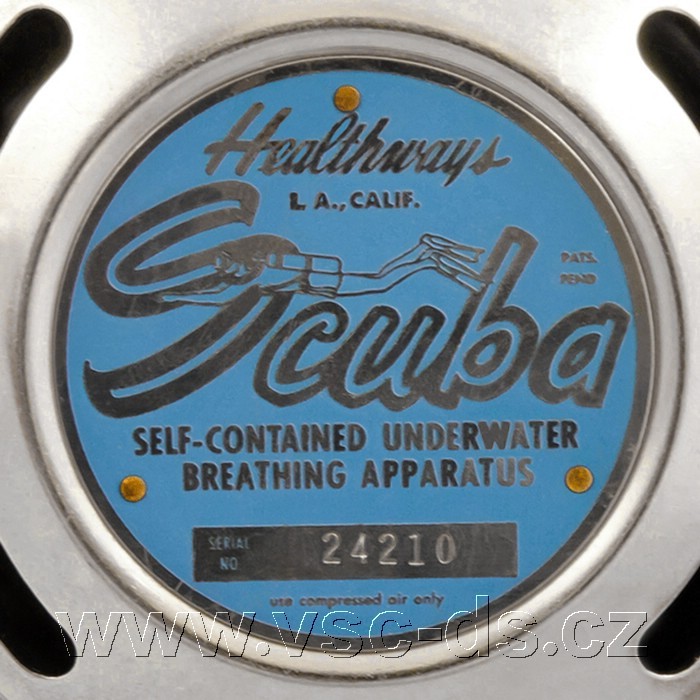 Healthways
L. A., CALIF.
Scuba
PATS.
PEND
SELF-CONTAINED UNDERWATER
BREATHING APPARATUS
SERIAL
NO
24210
use compressed air only
www.vsc-ds.cz